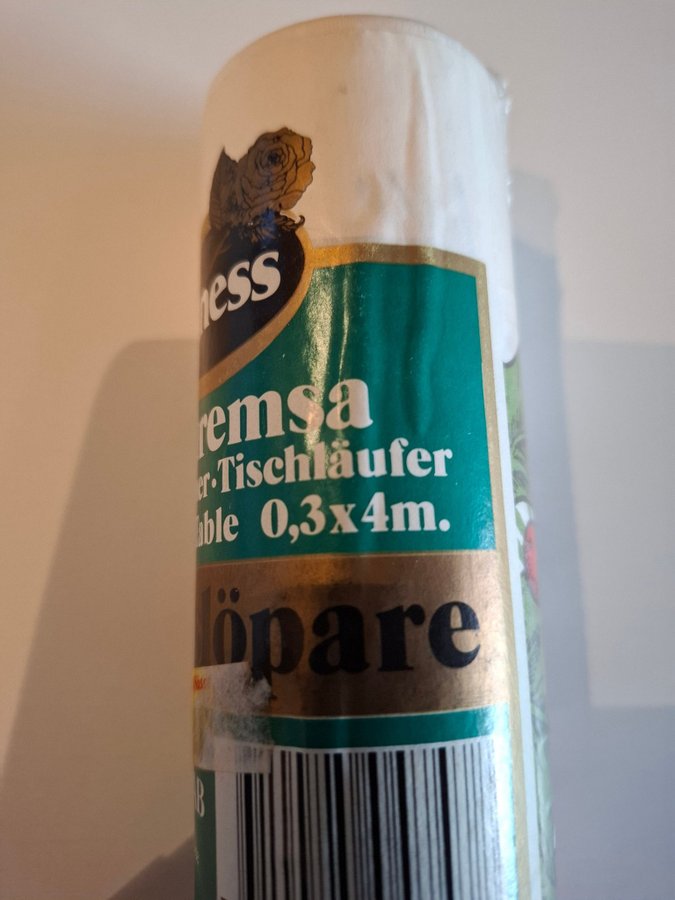 ness
remsa
er·Tischläufer
able 0,3x4m.
löpare